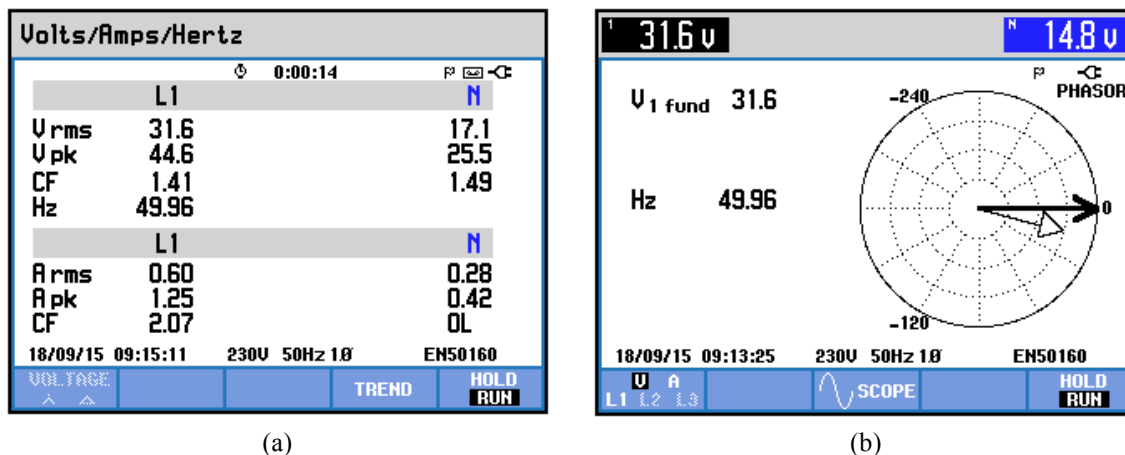 Volts/Amps/Hertz
0:00:14
L1 N
V rms 31.6 17.1
V pk 44.6 25.5
CF 1.41 1.49
Hz 49.96
L1 N
A rms 0.60 0.28
A pk 1.25 0.42
CF 2.07 OL
18/09/15 09:15:11 230V 50Hz 1.0 EN50160
VOLTAGE TREND HOLD
RUN
(a)
1 31.6 V N 14.8 V
PHASOR
V1 fund 31.6
-240
Hz 49.96
0
-120
18/09/15 09:13:25 230V 50Hz 1.0 EN50160
V A SCOPE HOLD
L1 L2 L3 RUN
(b)